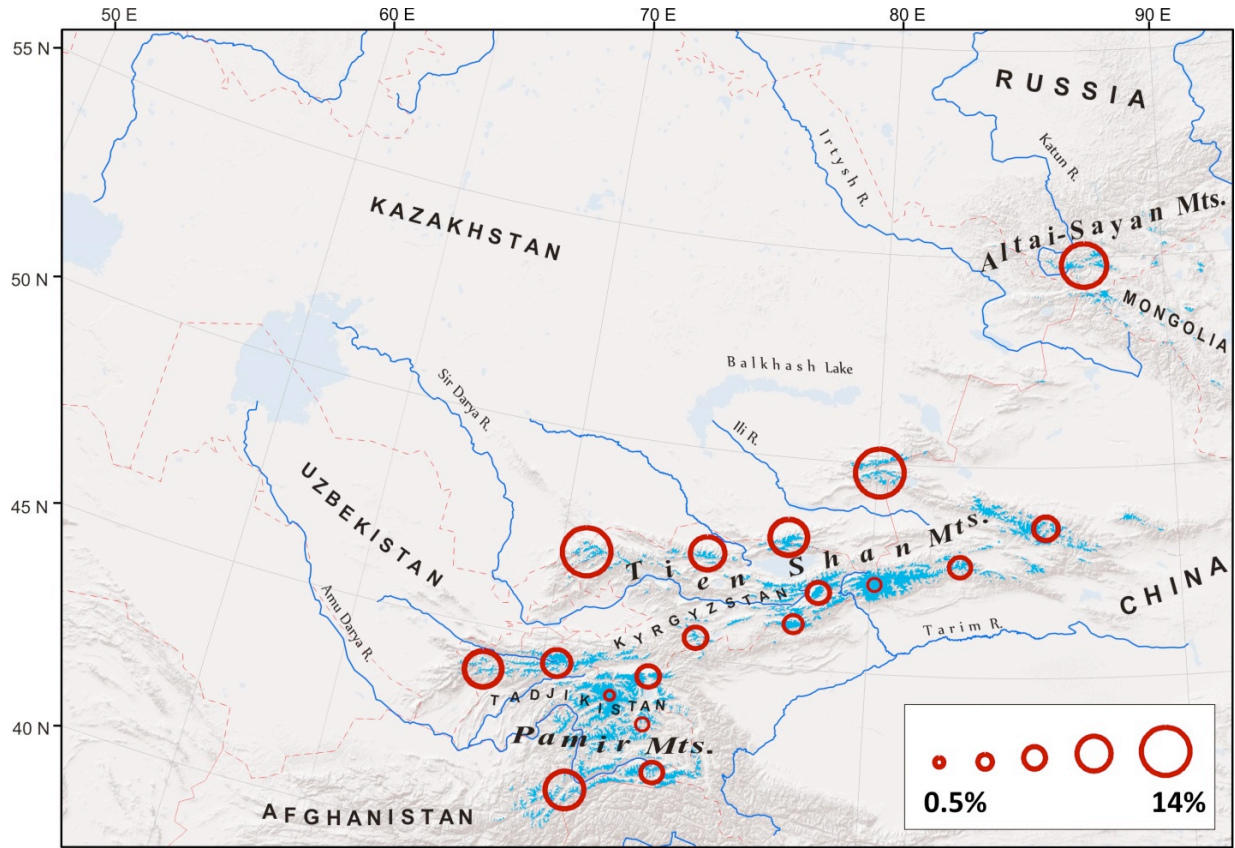 50 E 60 E 70 E 80 E 90 E
55 N
RUSSIA
Irtysh R.
Katun R.
KAZAKHSTAN
Altai-Sayan Mts.
50 N
MONGOLIA
Balkhash Lake
Sir Darya R.
Ili R.
UZBEKISTAN
45 N
Tien Shan Mts.
CHINA
KYRGYZSTAN
Amu Darya R.
Tarim R.
TADJIKISTAN
40 N
Pamir Mts.
AFGHANISTAN
0.5% 14%